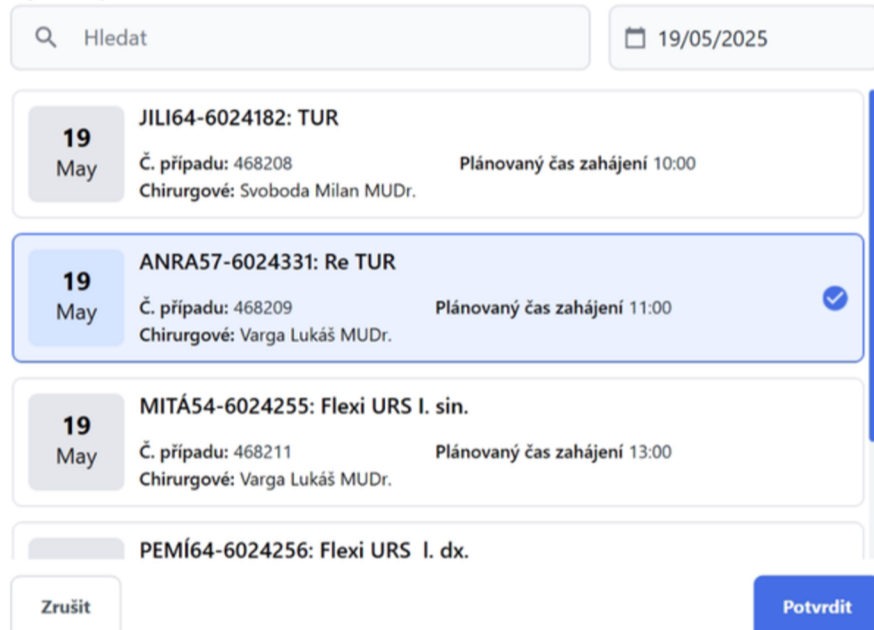 Hledat
19/05/2025
19
May
JILI64-6024182: TUR
Č. případu: 468208
Plánovaný čas zahájení 10:00
Chirurgové: Svoboda Milan MUDr.
19
May
ANRA57-6024331: Re TUR
Č. případu: 468209
Plánovaný čas zahájení 11:00
Chirurgové: Varga Lukáš MUDr.
19
May
MITÁ54-6024255: Flexi URS l. sin.
Č. případu: 468211
Plánovaný čas zahájení 13:00
Chirurgové: Varga Lukáš MUDr.
PEMÍ64-6024256: Flexi URS  l. dx.
Zrušit
Potvrdit